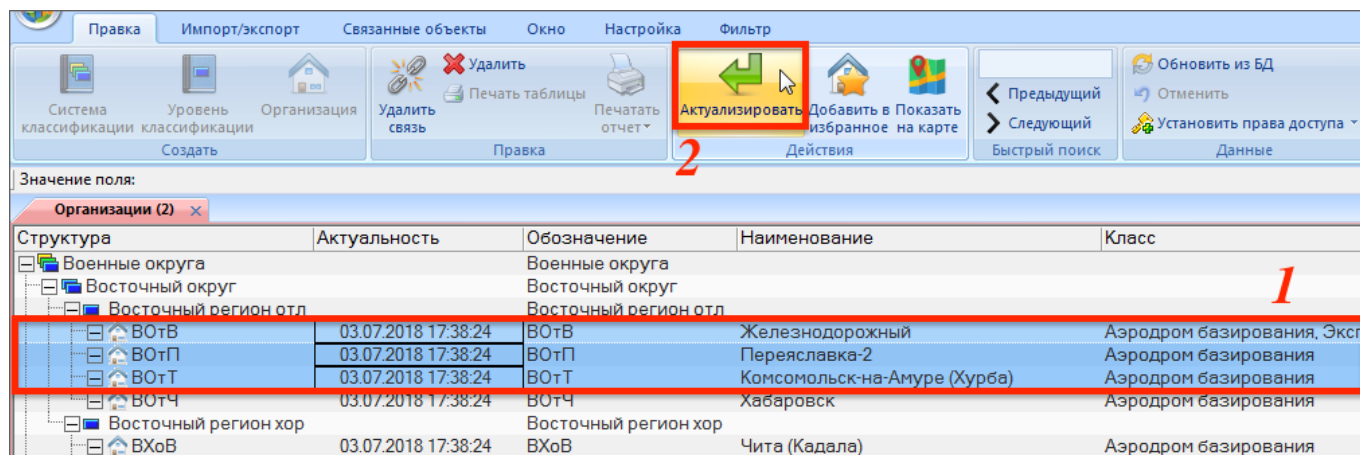 Правка Импорт/экспорт Связанные объекты Окно Настройка Фильтр
Система классификации
Уровень классификации
Организация
Создать
Удалить связь
Удалить
Печать таблицы
Печатать отчет
Правка
Актуализировать
Добавить в избранное
Показать на карте
Действия
Предыдущий
Следующий
Быстрый поиск
Обновить из БД
Отменить
Установить права доступа
Данные
2
Значение поля:
Организации (2)
Структура Актуальность Обозначение Наименование Класс
Военные округа Военные округа
Восточный округ Восточный округ
1
Восточный регион отл Восточный регион отл
ВОтВ 03.07.2018 17:38:24 ВОтВ Железнодорожный Аэродром базирования, Эксп
ВОтП 03.07.2018 17:38:24 ВОтП Переяславка-2 Аэродром базирования
ВОтТ 03.07.2018 17:38:24 ВОтТ Комсомольск-на-Амуре (Хурба) Аэродром базирования
ВОтЧ 03.07.2018 17:38:24 ВОтЧ Хабаровск Аэродром базирования
Восточный регион хор Восточный регион хор
ВХоВ 03.07.2018 17:38:24 ВХоВ Чита (Кадала) Аэродром базирования